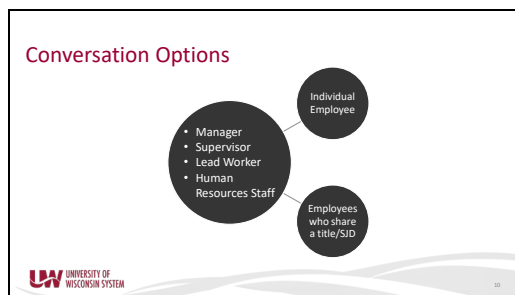 Conversation Options
Individual
Employee
• Manager
• Supervisor
• Lead Worker
• Human
Resources Staff
Employees
who share
a title/SJD
UW UNIVERSITY OF
WISCONSIN SYSTEM
10